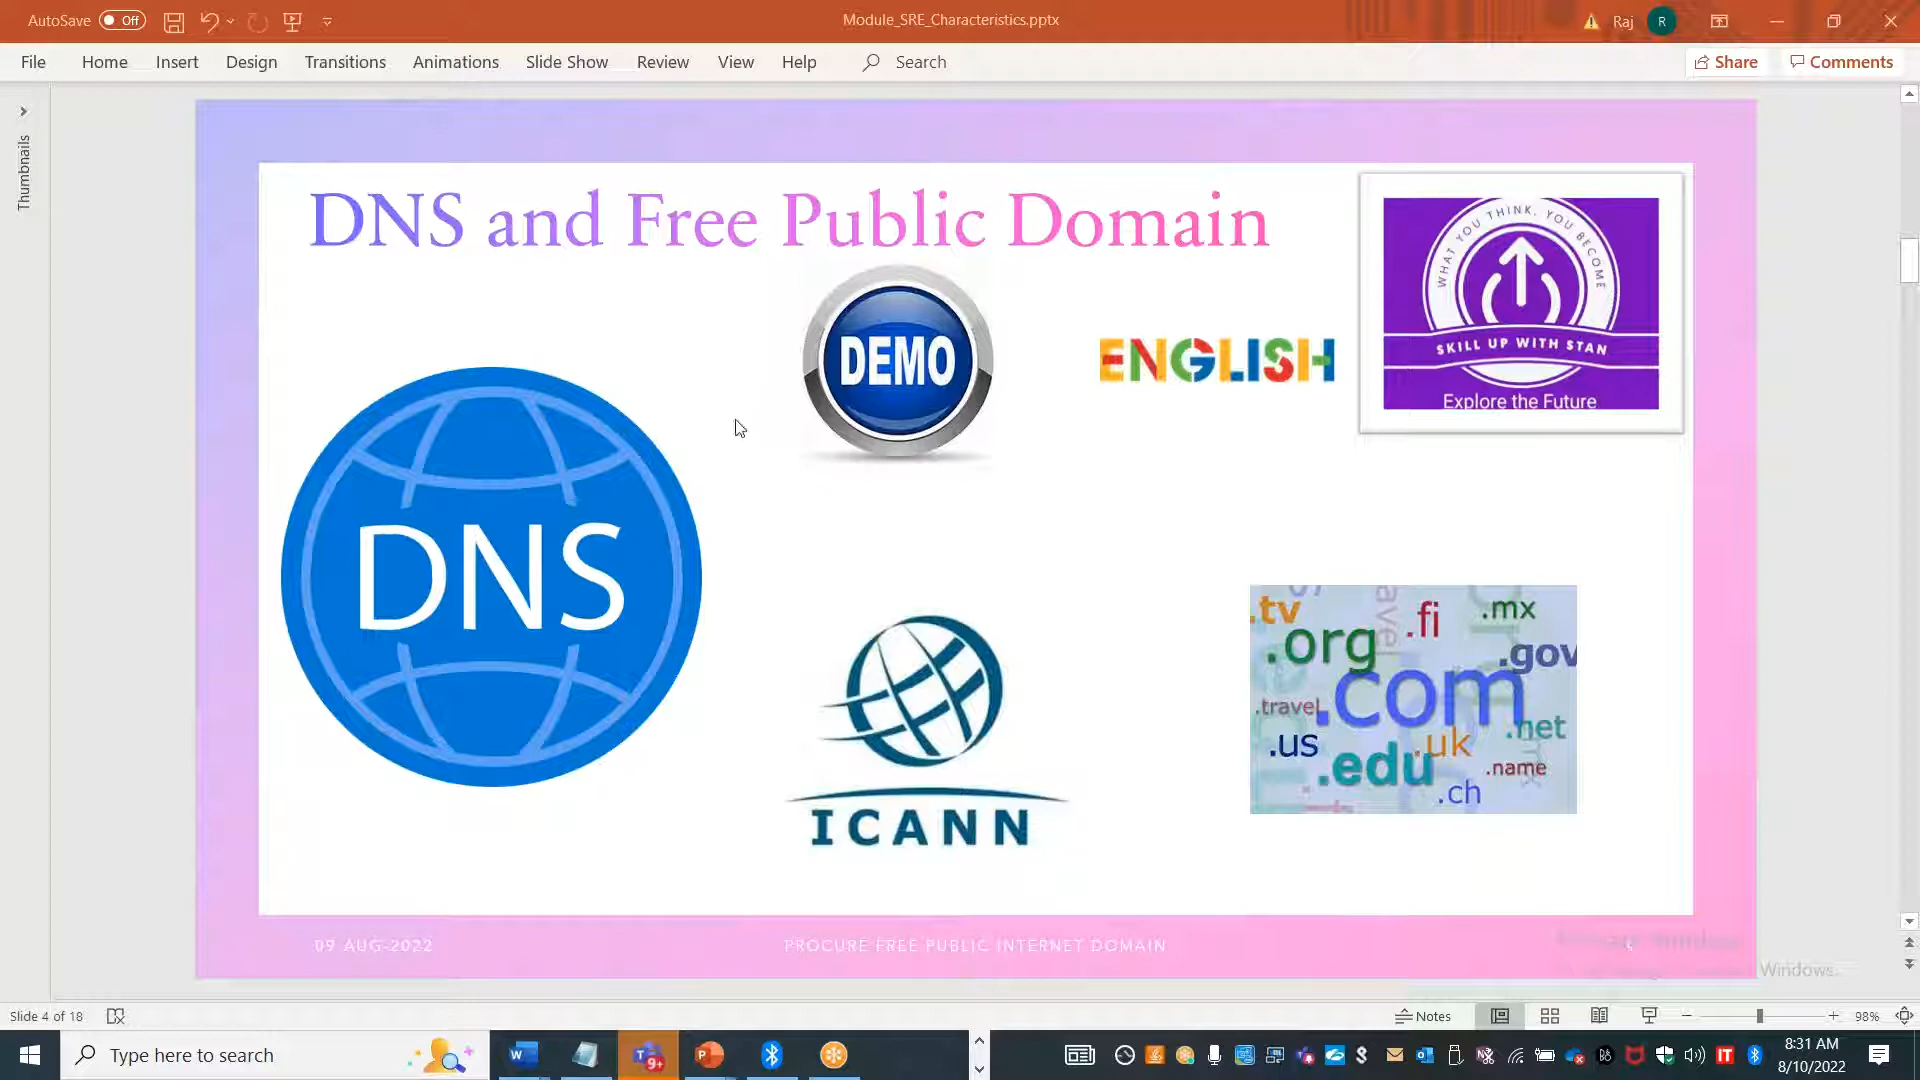 AutoSave Off
Module_SRE_Characteristics.pptx
Raj R
File Home Insert Design Transitions Animations Slide Show Review View Help Search
Share Comments
Thumbnails
DNS and Free Public Domain
WHAT YOU THINK, YOU BECOME
SKILL UP WITH STAN
Explore the Future
DEMO
ENGLISH
DNS
ICANN
.tv
.fi
.mx
.org
.gov
.com
.travel
.net
.us
.uk
.edu
.name
.ch
09 AUG-2022
PROCURE FREE PUBLIC INTERNET DOMAIN
Windows.
Slide 4 of 18
Notes
98%
Type here to search
9+
8:31 AM
8/10/2022